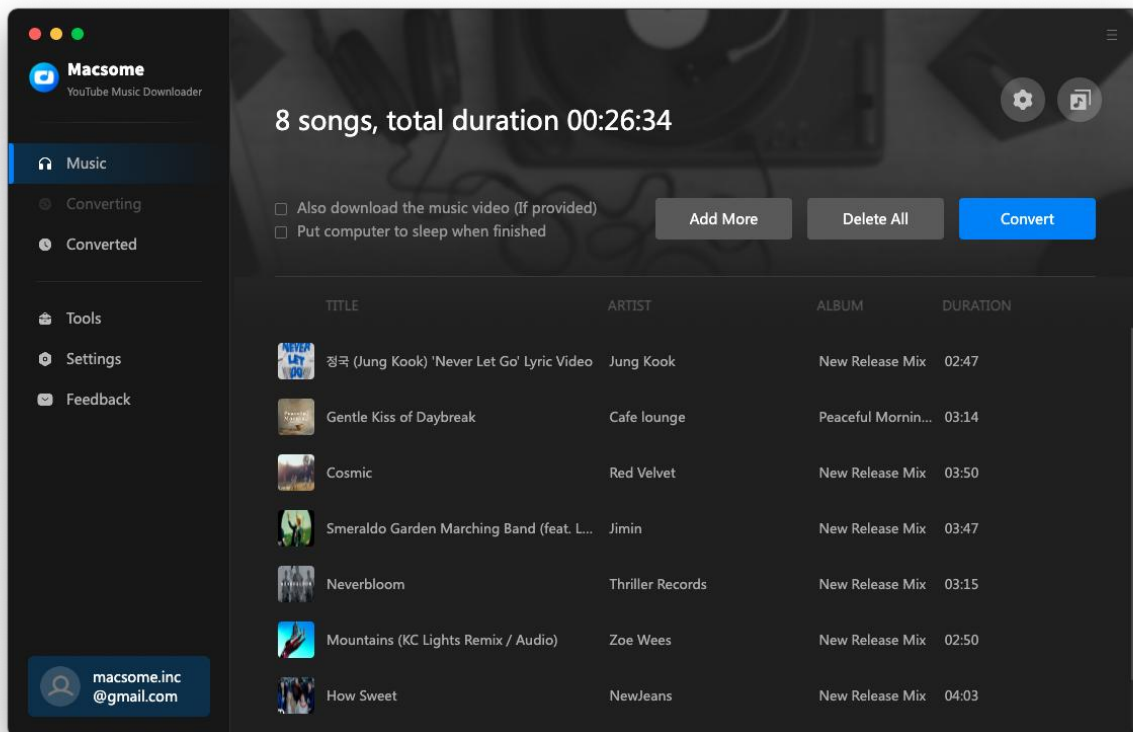 Macsome
YouTube Music Downloader
Music
Converting
Converted
Tools
Settings
Feedback
macsome.inc
@gmail.com
8 songs, total duration 00:26:34
Also download the music video (If provided)
Put computer to sleep when finished
Add More
Delete All
Convert
TITLE ARTIST ALBUM DURATION
NEVER LET GO
정국 (Jung Kook) 'Never Let Go' Lyric Video Jung Kook New Release Mix 02:47
Gentle Kiss of Daybreak Cafe lounge Peaceful Mornin... 03:14
Cosmic Red Velvet New Release Mix 03:50
Smeraldo Garden Marching Band (feat. L... Jimin New Release Mix 03:47
Neverbloom Thriller Records New Release Mix 03:15
Mountains (KC Lights Remix / Audio) Zoe Wees New Release Mix 02:50
How Sweet NewJeans New Release Mix 04:03